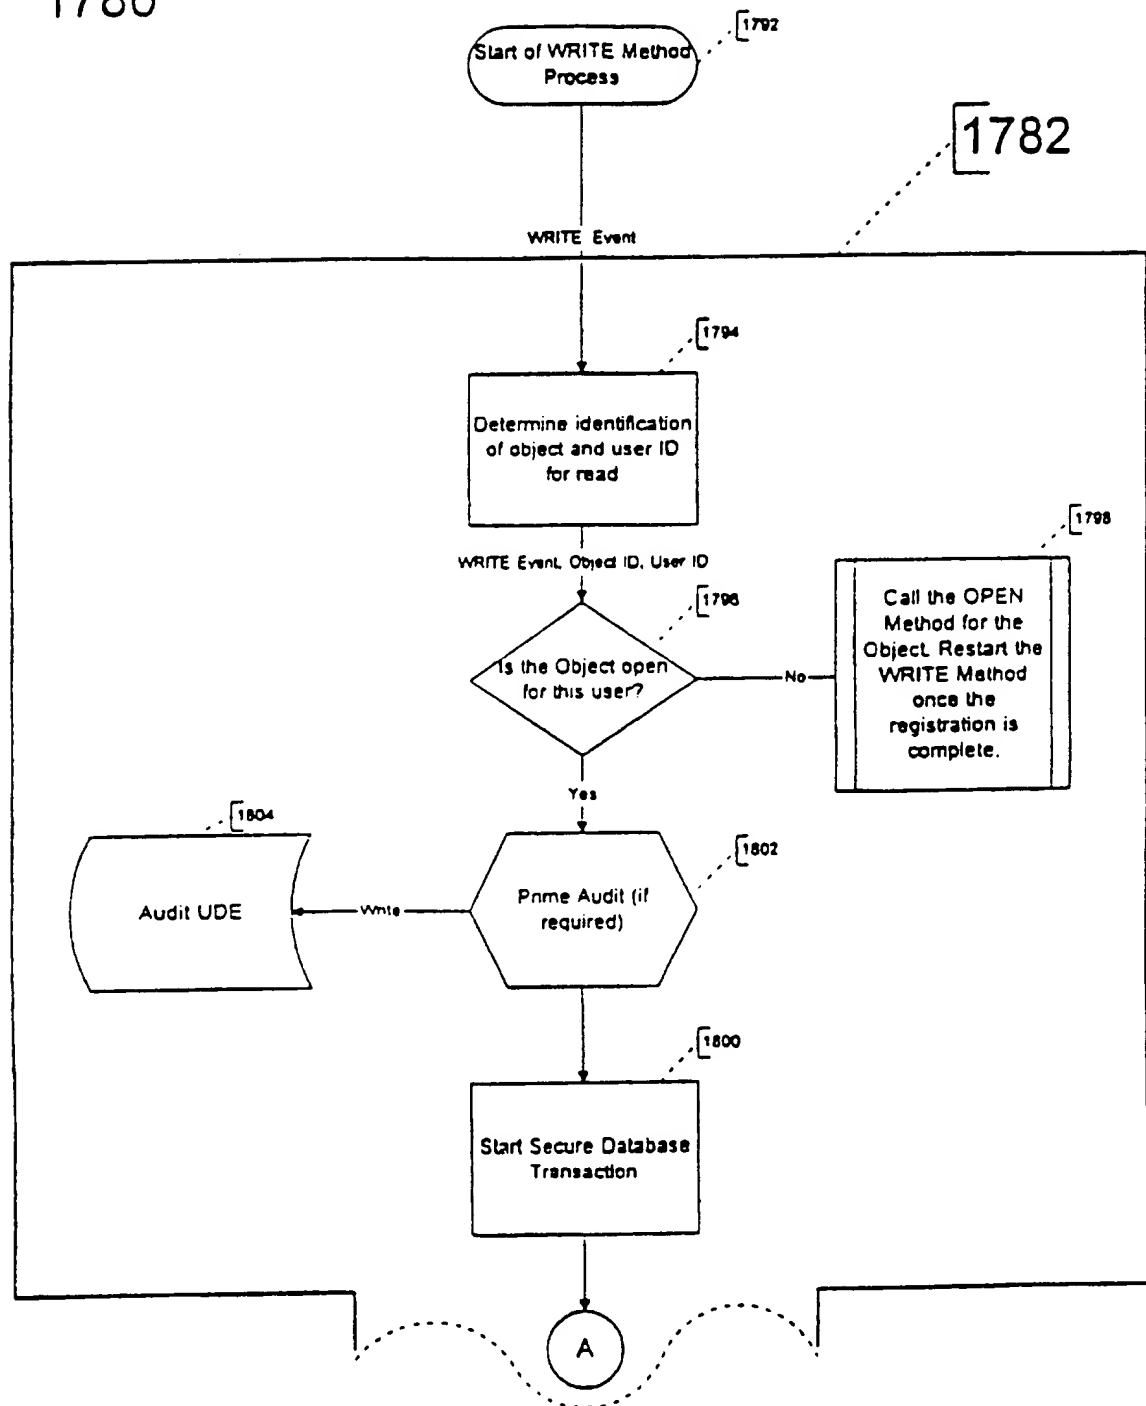 1780
1792
Start of WRITE Method
Process
1782
WRITE Event
1794
Determine identification
of object and user ID
for read
WRITE Event, Object ID, User ID
1796
1798
Is the Object open
for this user?
No
Call the OPEN
Method for the
Object. Restart the
WRITE Method
once the
registration is
complete.
Yes
1804
1802
Audit UDE
Write
Prime Audit (if
required)
1800
Start Secure Database
Transaction
A